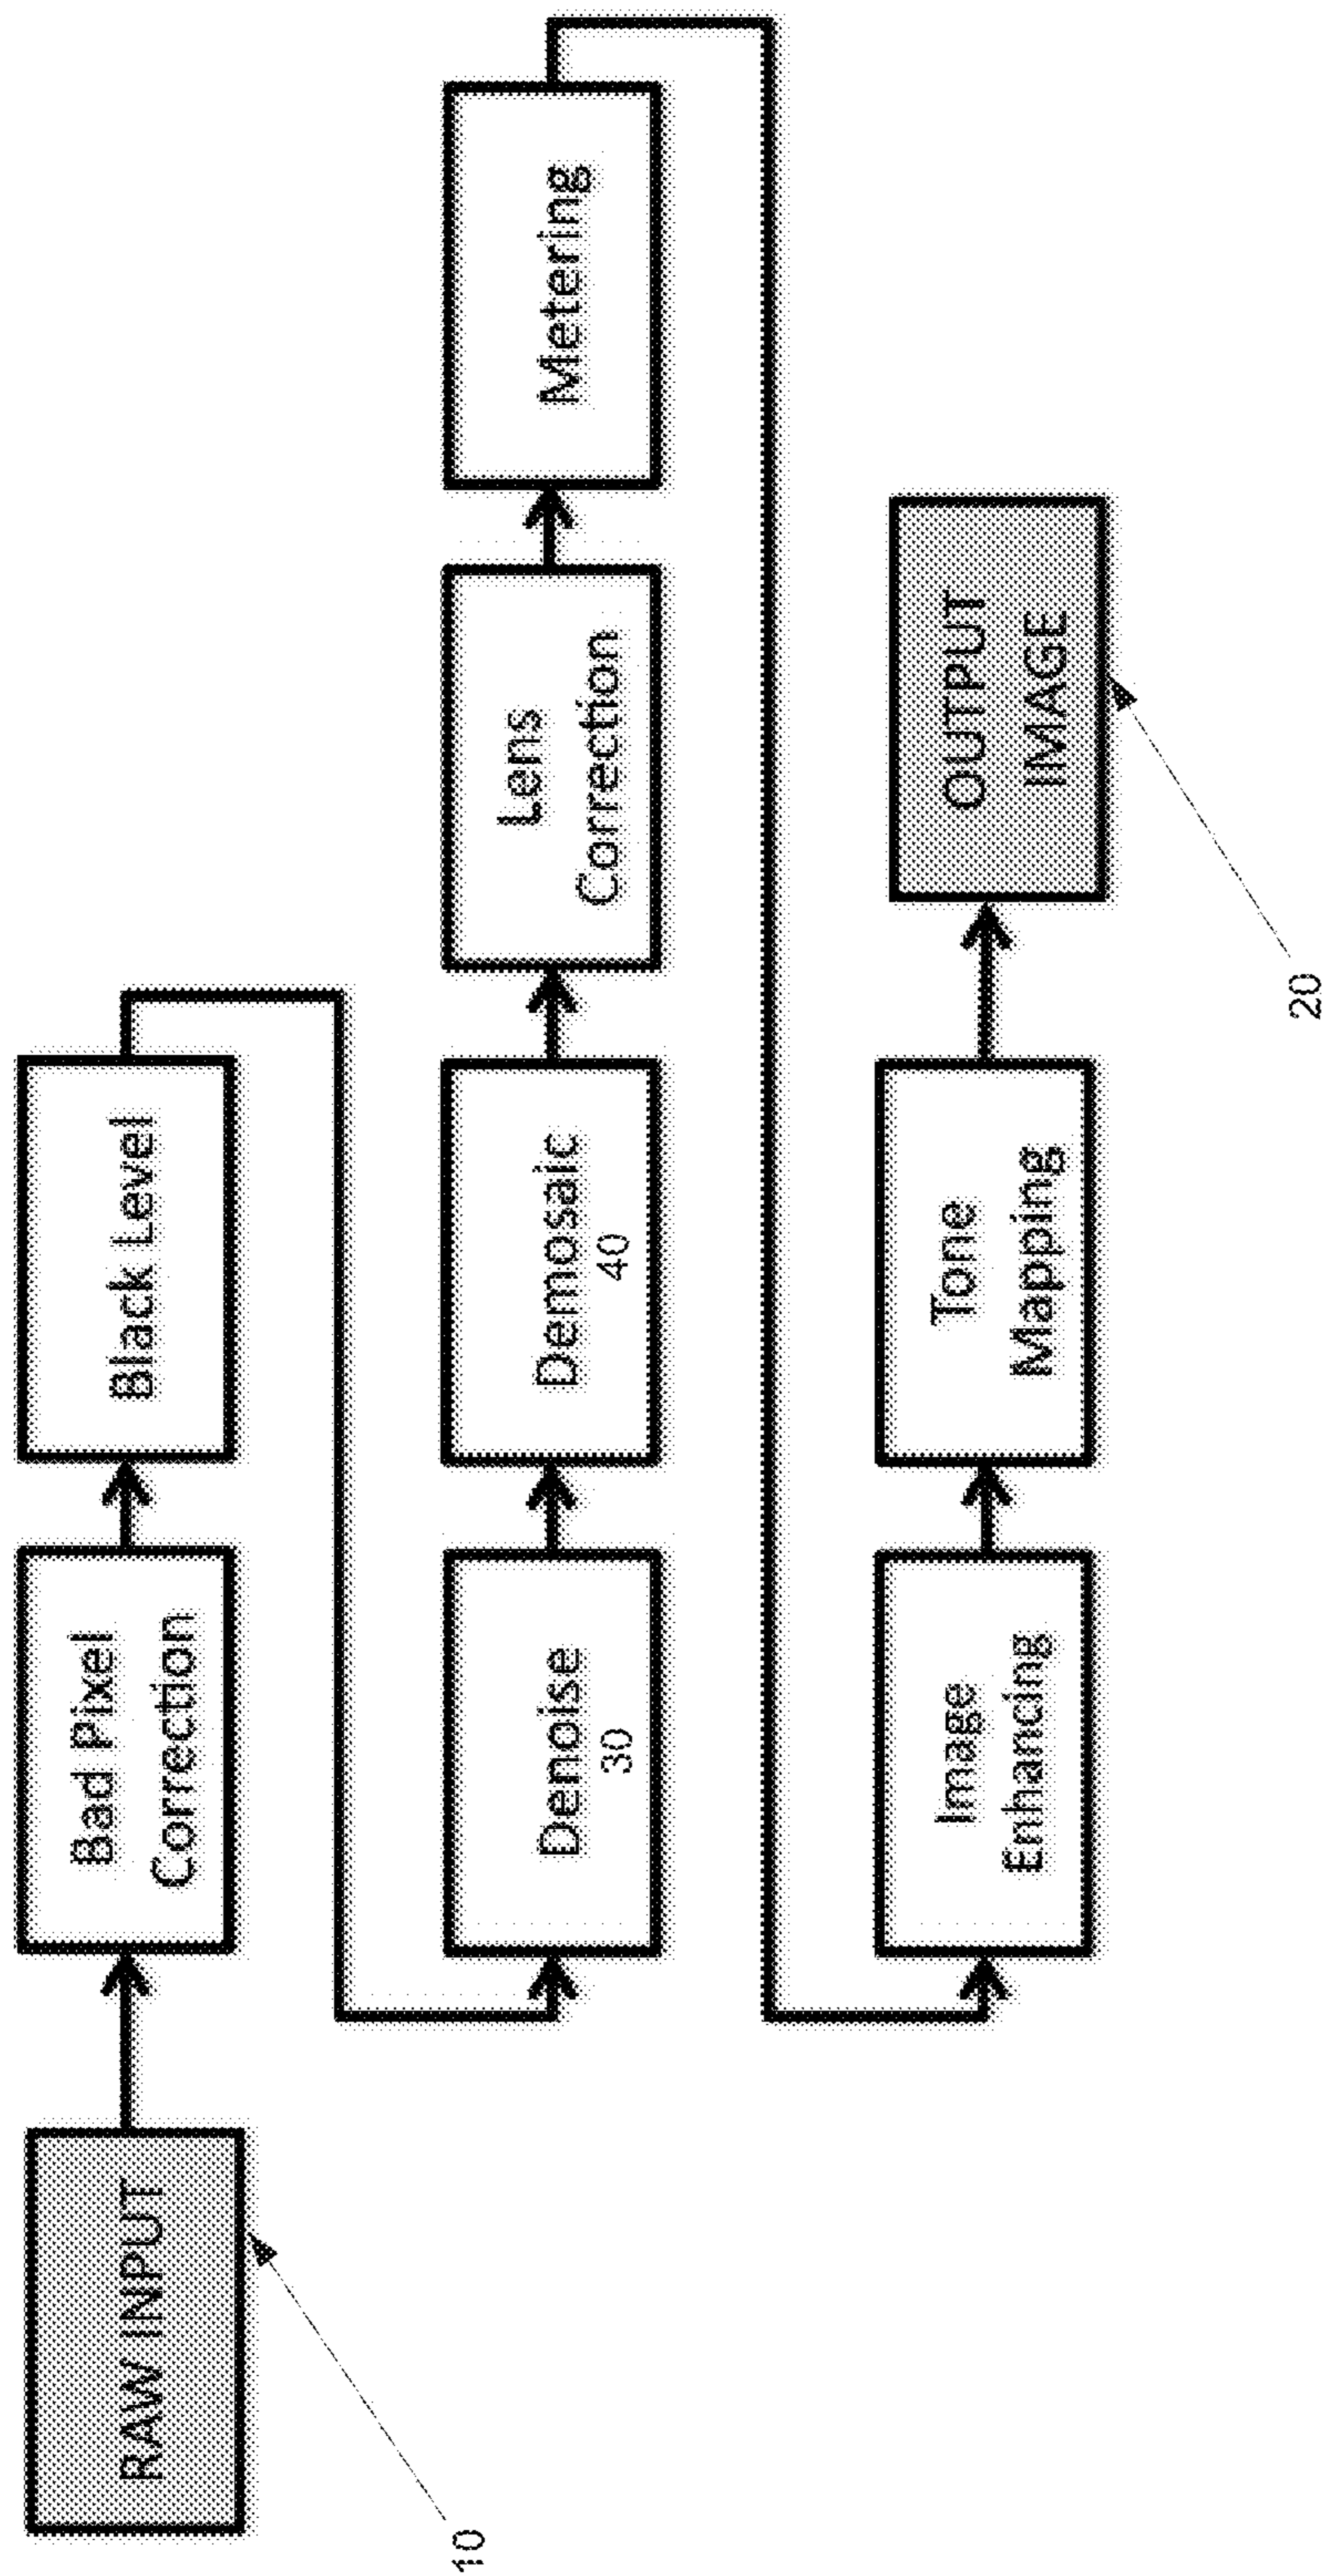 RAW INPUT
10
Bad Pixel
Correction
Black Level
Denoise
30
Demosaic
40
Lens
Correction
Metering
Image
Enhancing
Tone
Mapping
OUTPUT
IMAGE
20